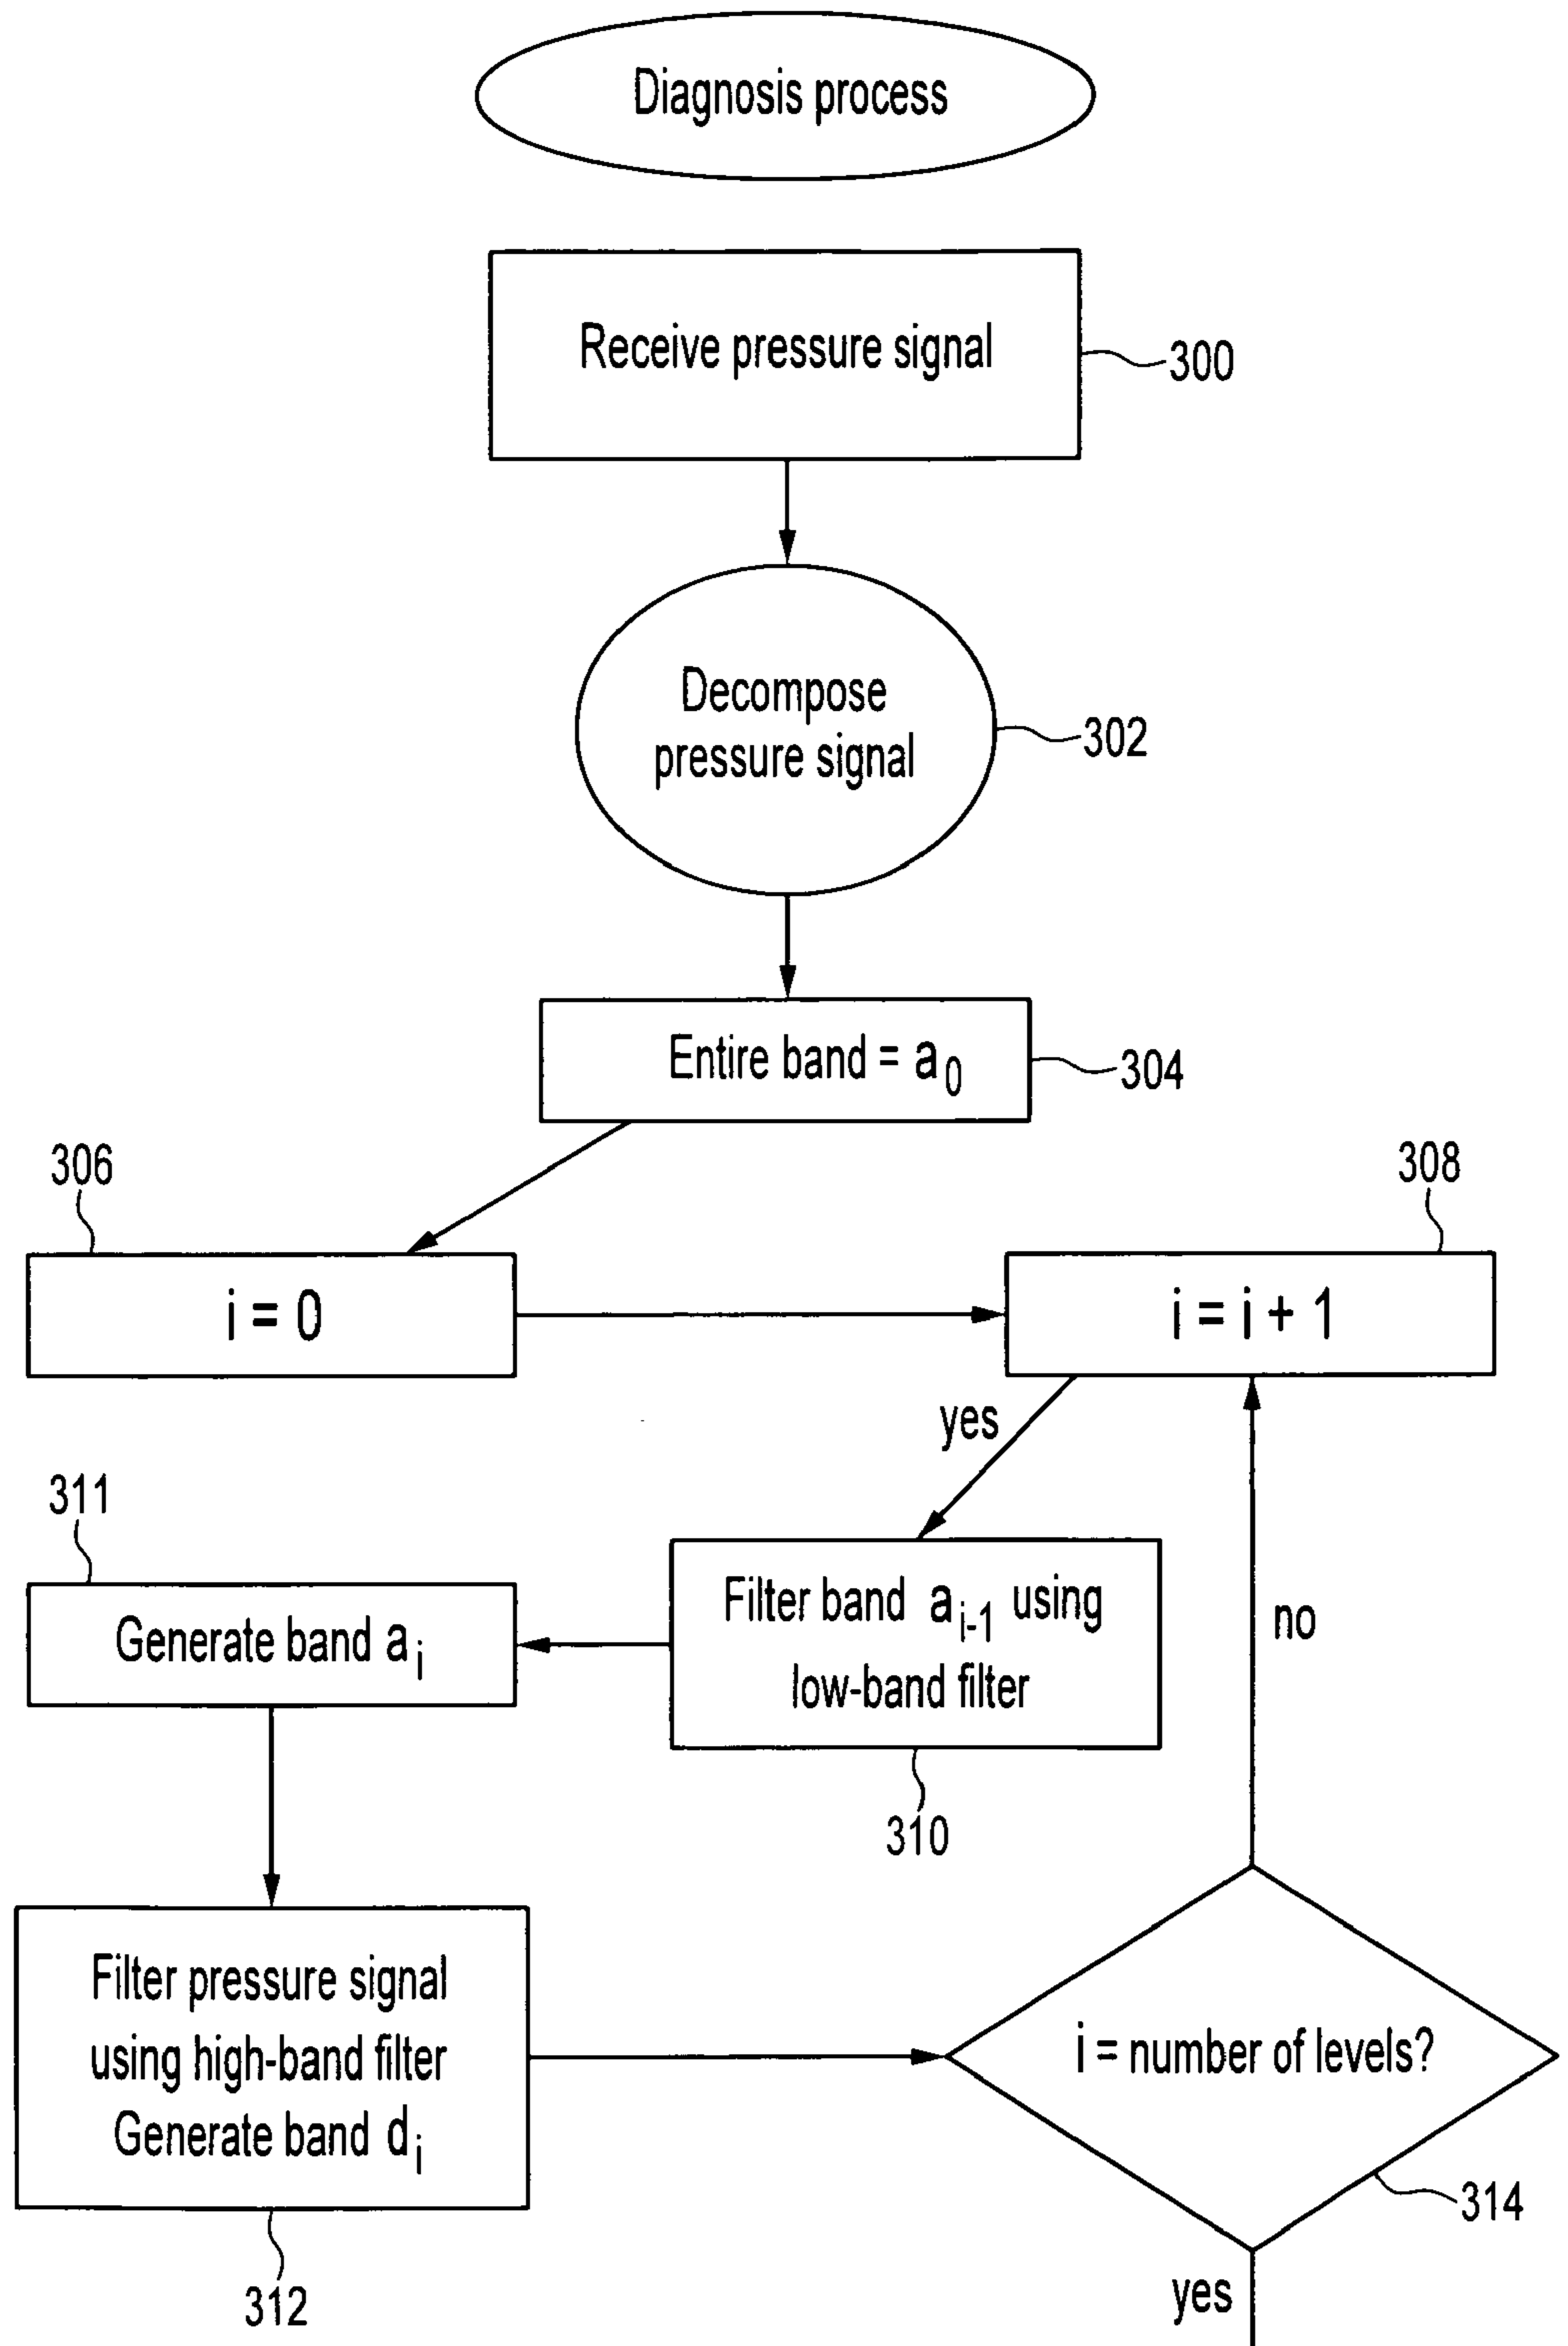 Diagnosis process
Receive pressure signal
300
Decompose
pressure signal
302
Entire band = a0
304
306
308
i = 0
i = i + 1
yes
311
Generate band ai
Filter band ai-1 using
low-band filter
no
310
Filter pressure signal
using high-band filter
Generate band di
i = number of levels?
314
312
yes